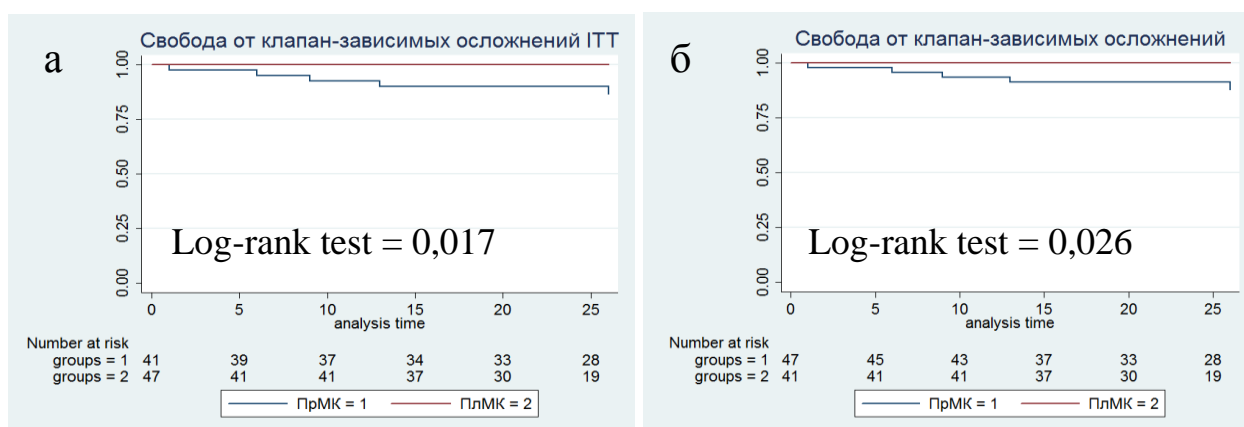 а
Свобода от клапан-зависимых осложнений ITT
1.00
0.75
0.50
0.25
0.00
Log-rank test = 0,017
0 5 10 15 20 25
analysis time
Number at risk
groups = 1 41 39 37 34 33 28
groups = 2 47 41 41 37 30 19
ПрМК = 1 ПлМК = 2
б
Свобода от клапан-зависимых осложнений
1.00
0.75
0.50
0.25
0.00
Log-rank test = 0,026
0 5 10 15 20 25
analysis time
Number at risk
groups = 1 47 45 43 37 33 28
groups = 2 41 41 41 37 30 19
ПрМК = 1 ПлМК = 2